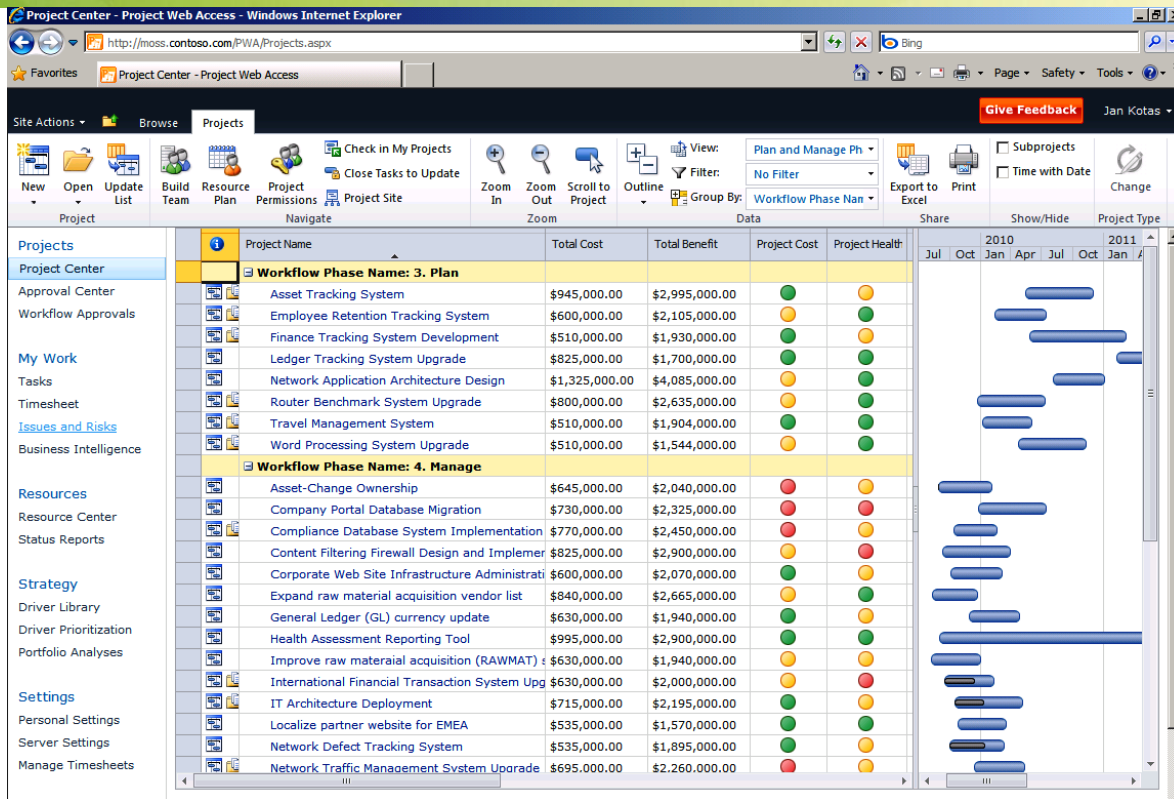 Project Center - Project Web Access - Windows Internet Explorer
http://moss.contoso.com/PWA/Projects.aspx
Bing
Favorites Project Center - Project Web Access Page Safety Tools
Site Actions Browse Projects Give Feedback Jan Kotas
New Open Update List
Project
Build Team Resource Plan Project Permissions Check in My Projects Close Tasks to Update Project Site
Navigate
Zoom In Zoom Out Scroll to Project
Zoom
Outline View: Plan and Manage Ph
Filter: No Filter
Group By: Workflow Phase Nan
Data
Export to Excel Print
Share
Subprojects
Time with Date
Show/Hide
Change
Project Type
Projects
Project Center
Approval Center
Workflow Approvals
My Work
Tasks
Timesheet
Issues and Risks
Business Intelligence
Resources
Resource Center
Status Reports
Strategy
Driver Library
Driver Prioritization
Portfolio Analyses
Settings
Personal Settings
Server Settings
Manage Timesheets
Project Name Total Cost Total Benefit Project Cost Project Health
2010 2011
Jul Oct Jan Apr Jul Oct Jan
Workflow Phase Name: 3. Plan
Asset Tracking System $945,000.00 $2,995,000.00
Employee Retention Tracking System $600,000.00 $2,105,000.00
Finance Tracking System Development $510,000.00 $1,930,000.00
Ledger Tracking System Upgrade $825,000.00 $1,700,000.00
Network Application Architecture Design $1,325,000.00 $4,085,000.00
Router Benchmark System Upgrade $800,000.00 $2,635,000.00
Travel Management System $510,000.00 $1,904,000.00
Word Processing System Upgrade $510,000.00 $1,544,000.00
Workflow Phase Name: 4. Manage
Asset-Change Ownership $645,000.00 $2,040,000.00
Company Portal Database Migration $730,000.00 $2,325,000.00
Compliance Database System Implementation $770,000.00 $2,450,000.00
Content Filtering Firewall Design and Implemer $825,000.00 $2,900,000.00
Corporate Web Site Infrastructure Administrati $600,000.00 $2,070,000.00
Expand raw material acquisition vendor list $840,000.00 $2,665,000.00
General Ledger (GL) currency update $630,000.00 $1,940,000.00
Health Assessment Reporting Tool $995,000.00 $2,900,000.00
Improve raw materaial acquisition (RAWMAT) s $630,000.00 $1,940,000.00
International Financial Transaction System Upg $630,000.00 $2,000,000.00
IT Architecture Deployment $715,000.00 $2,195,000.00
Localize partner website for EMEA $535,000.00 $1,570,000.00
Network Defect Tracking System $535,000.00 $1,895,000.00
Network Traffic Management System Upgrade $695,000.00 $2,260,000.00